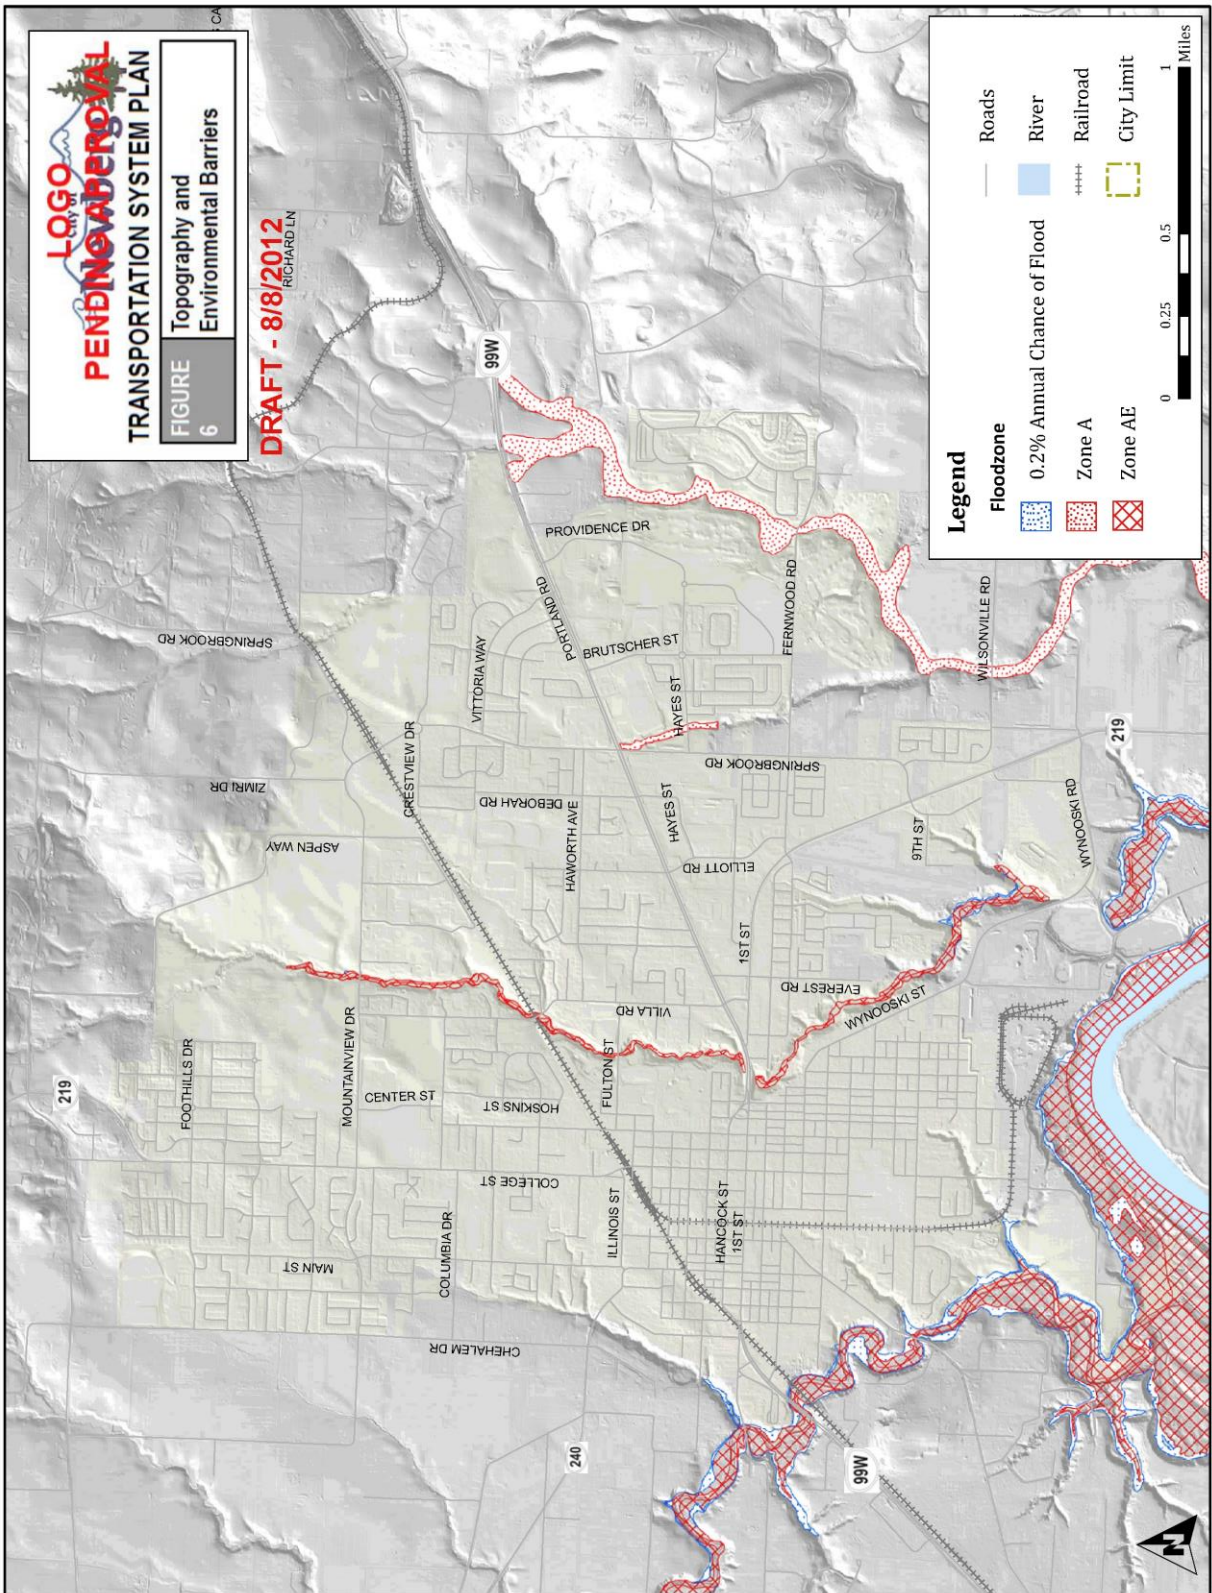 LOGO
PENDING APPROVAL
City of
Newberg
TRANSPORTATION SYSTEM PLAN
FIGURE
6
Topography and
Environmental Barriers
DRAFT - 8/8/2012
RICHARD LN
CA
99W
SPRINGBROOK RD
PROVIDENCE DR
PORTLAND RD
BRUTSCHER ST
VITTORIA WAY
FERNWOOD RD
WILSONVILLE RD
HAYES ST
ZIMRI DR
CRESTVIEW DR
DEBORAH RD
SPRINGBROOK RD
219
ASPEN WAY
HAWORTH AVE
HAYES ST
ELLIOTT RD
9TH ST
WYNOOSKI RD
1ST ST
EVEREST RD
VILLA RD
WYNOOSKI ST
219
FOOTHILLS DR
MOUNTAINVIEW DR
CENTER ST
HOSKINS ST
FULTON ST
COLLEGE ST
ILLINOIS ST
HANCOCK ST
1ST ST
MAIN ST
COLUMBIA DR
CHEHALEM DR
240
99W
Legend
Floodzone
0.2% Annual Chance of Flood
Zone A
Zone AE
Roads
River
Railroad
City Limit
0
0.25
0.5
1
Miles
N